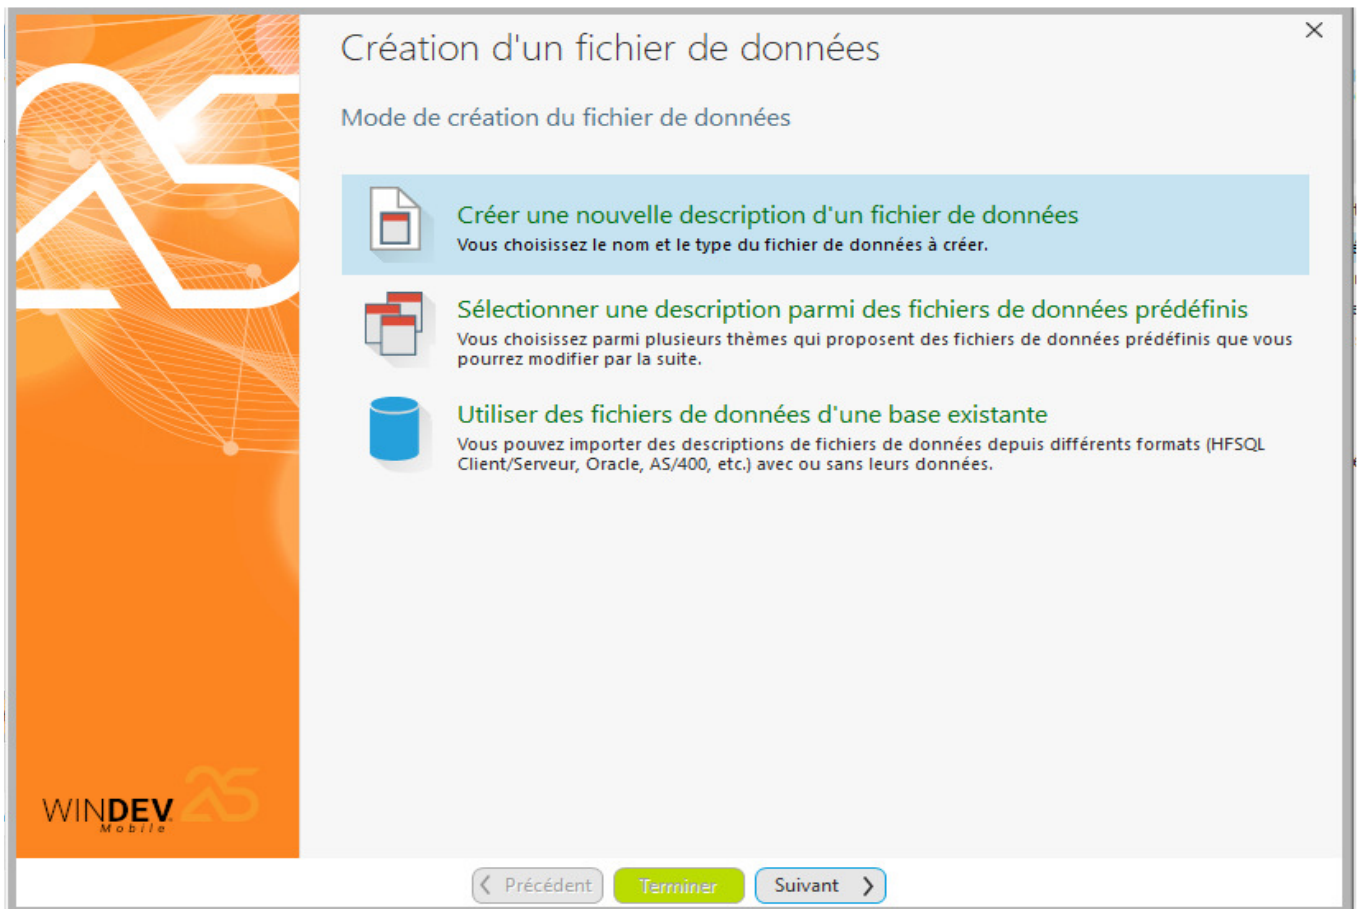 Création d'un fichier de données
Mode de création du fichier de données
Créer une nouvelle description d'un fichier de données
Vous choisissez le nom et le type du fichier de données à créer.
Sélectionner une description parmi des fichiers de données prédéfinis
Vous choisissez parmi plusieurs thèmes qui proposent des fichiers de données prédéfinis que vous
pourrez modifier par la suite.
Utiliser des fichiers de données d'une base existante
Vous pouvez importer des descriptions de fichiers de données depuis différents formats (HFSQL
Client/Serveur, Oracle, AS/400, etc.) avec ou sans leurs données.
WINDEV 25
Mobile
Précédent
Terminer
Suivant